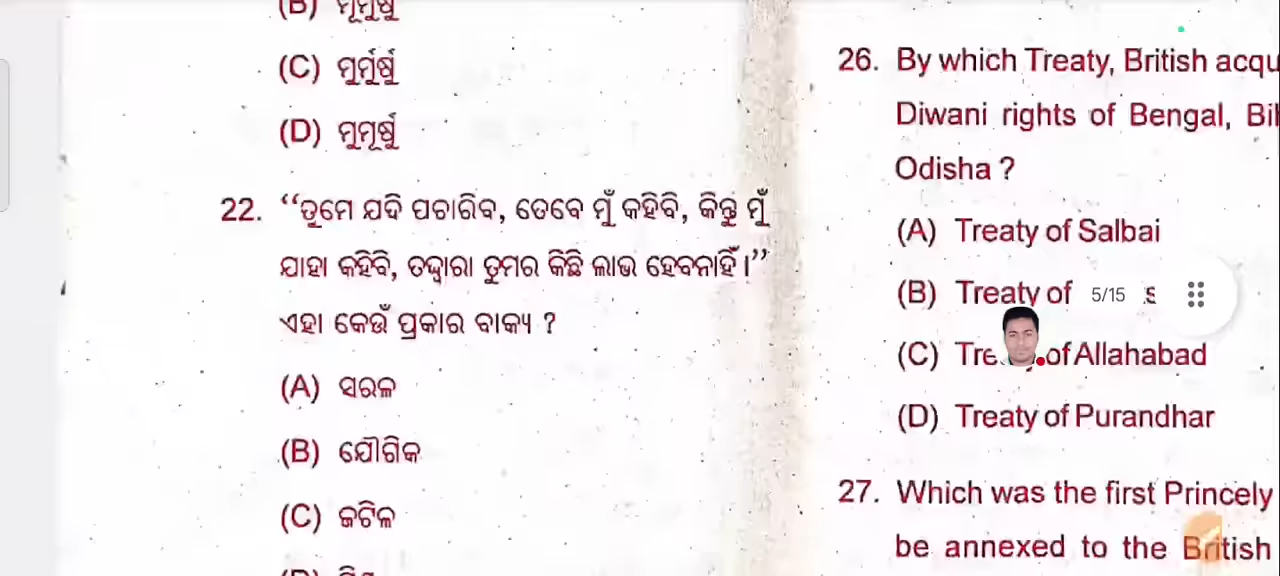 (B) ମୂମୁର୍ଷୁ
(C) ମୁର୍ମୁର୍ଷୁ
(D) ମୁମୂର୍ଷୁ
22. ‘‘ତୁମେ ଯଦି ପଚାରିବ, ତେବେ ମୁଁ କହିବି, କିନ୍ତୁ ମୁଁ
ଯାହା କହିବି, ତଦ୍ଦ୍ୱାରା ତୁମର କିଛି ଲାଭ ହେବନାହିଁ ।’’
ଏହା କେଉଁ ପ୍ରକାର ବାକ୍ୟ ?
(A) ସରଳ
(B) ଯୌଗିକ
(C) ଜଟିଳ
26. By which Treaty, British
Diwani rights of Bengal,
Odisha ?
(A) Treaty of Salbai
(B) Treaty of
5/15
(C) of Allahabad
(D) Treaty of Purandhar
27. Which was the first Princely
be annexed to the British